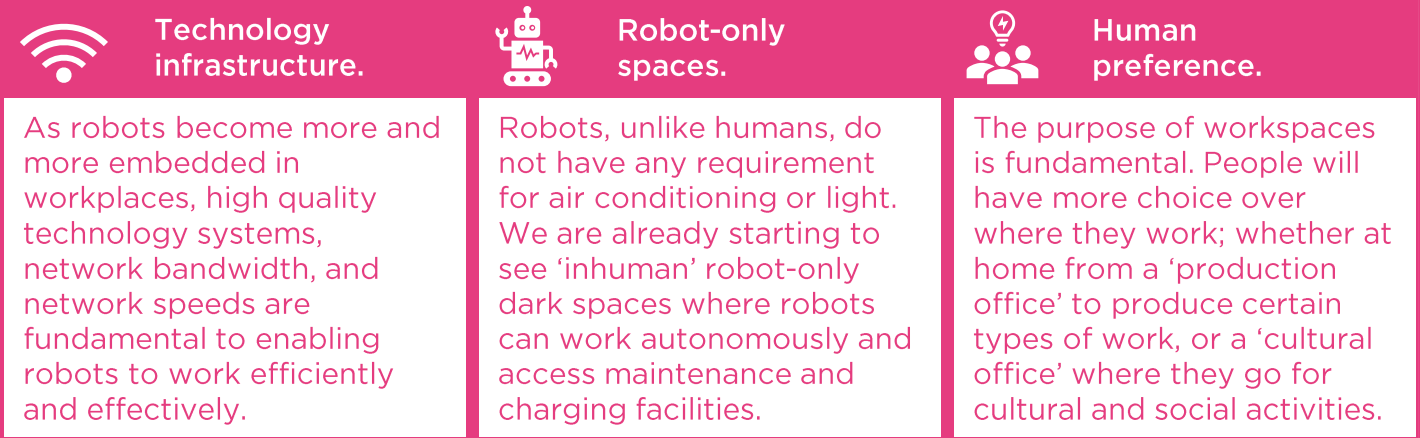 Technology
infrastructure.
As robots become more and
more embedded in
workplaces, high quality
technology systems,
network bandwidth, and
network speeds are
fundamental to enabling
robots to work efficiently
and effectively.
Robot-only
spaces.
Robots, unlike humans, do
not have any requirement
for air conditioning or light.
We are already starting to
see ‘inhuman’ robot-only
dark spaces where robots
can work autonomously and
access maintenance and
charging facilities.
Human
preference.
The purpose of workspaces
is fundamental. People will
have more choice over
where they work; whether at
home from a ‘production
office’ to produce certain
types of work, or a ‘cultural
office’ where they go for
cultural and social activities.